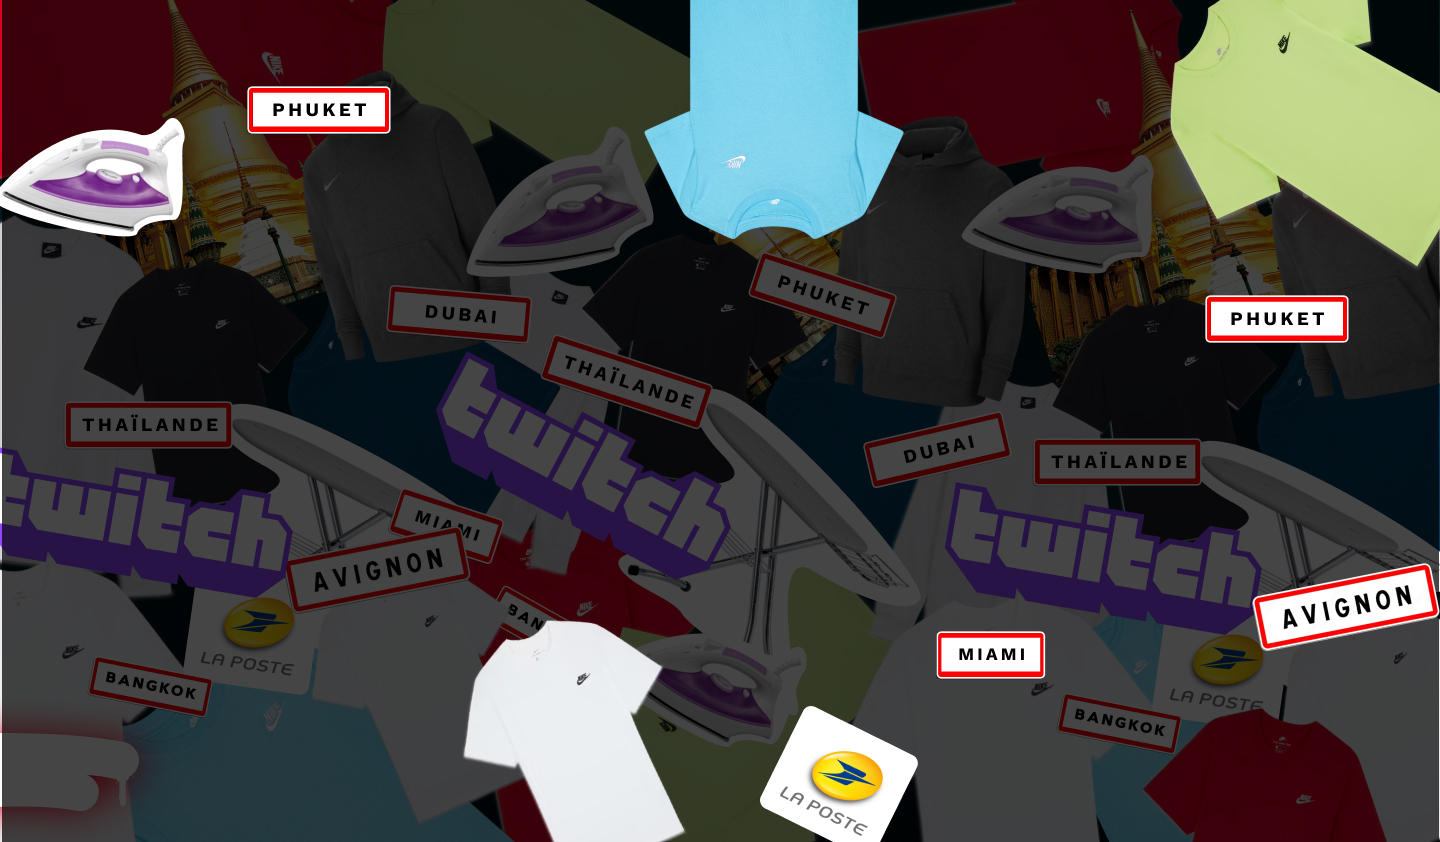 PHUKET
DUBAI
PHUKET
PHUKET
THAÏLANDE
THAÏLANDE
DUBAI
THAÏLANDE
twitch
twitch
twitch
MIAMI
AVIGNON
AVIGNON
BAN
LA POSTE
MIAMI
LA POSTE
BANGKOK
BANGKOK
LA POSTE